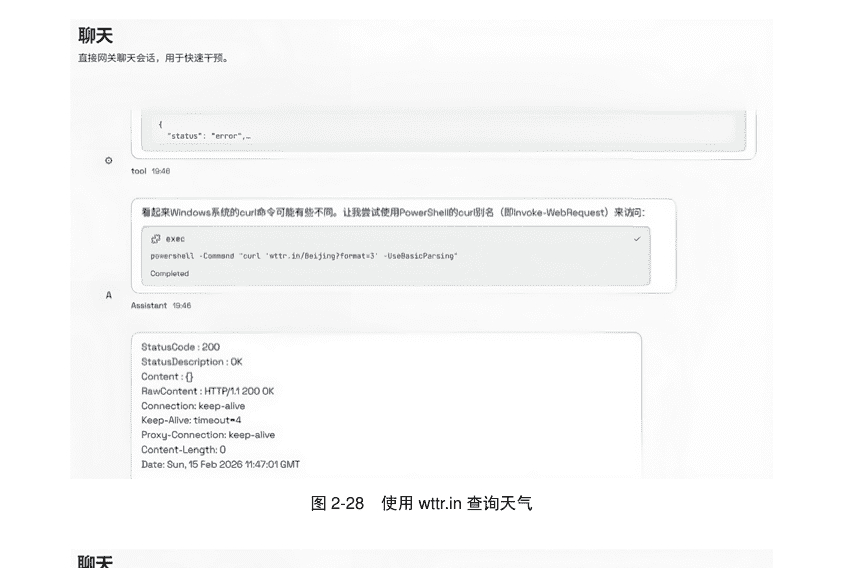 聊天
直接网关聊天会话，用于快速干预。
{
"status": "error",…
tool 19:46
看起来Windows系统的curl命令可能有些不同。让我尝试使用PowerShell的curl别名（即Invoke-WebRequest）来访问：
exec
powershell -Command "curl 'wttr.in/Beijing?format=3' -UseBasicParsing"
Completed
A
Assistant 19:46
StatusCode : 200
StatusDescription : OK
Content : {}
RawContent : HTTP/1.1 200 OK
Connection: keep-alive
Keep-Alive: timeout=4
Proxy-Connection: keep-alive
Content-Length: 0
Date: Sun, 15 Feb 2026 11:47:01 GMT
图 2-28 使用 wttr.in 查询天气
聊天